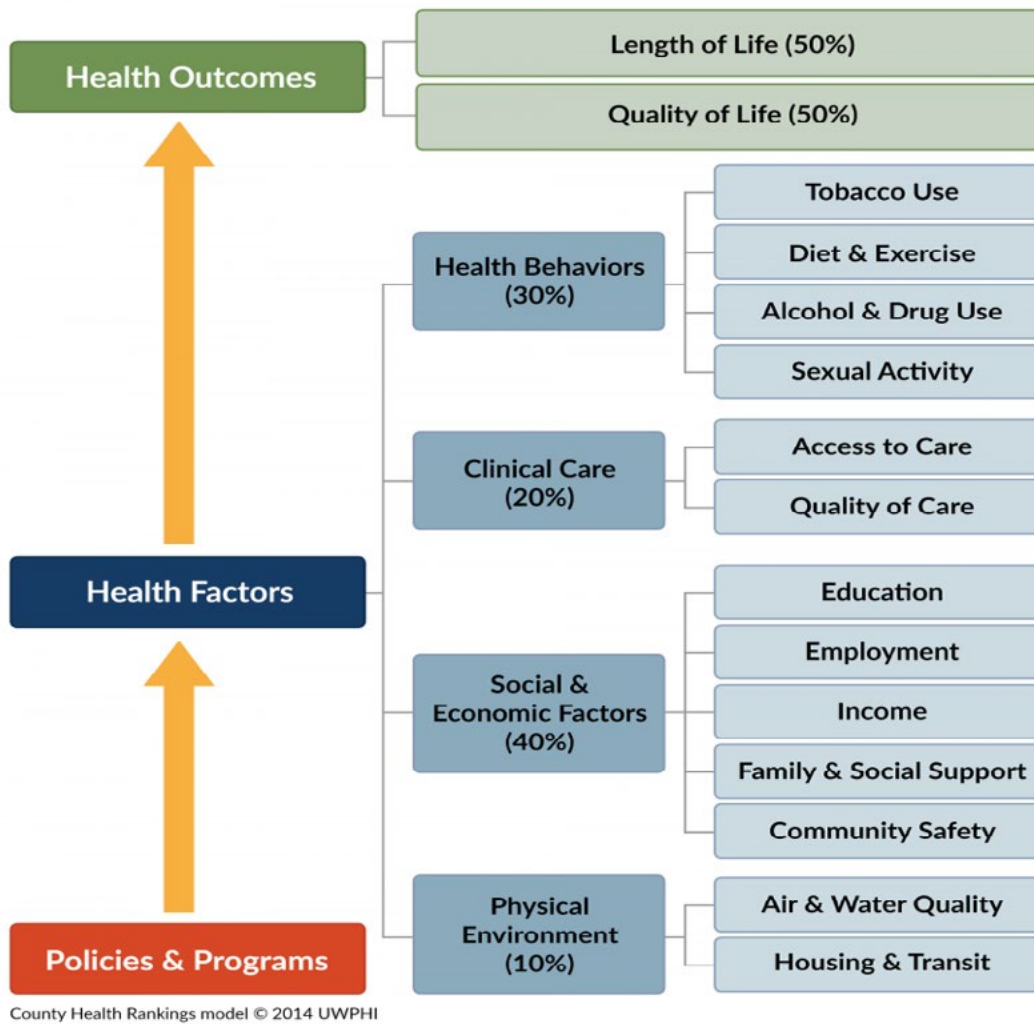 Health Outcomes
Length of Life (50%)
Quality of Life (50%)
Health Factors
Health Behaviors
(30%)
Tobacco Use
Diet & Exercise
Alcohol & Drug Use
Sexual Activity
Clinical Care
(20%)
Access to Care
Quality of Care
Social &
Economic Factors
(40%)
Education
Employment
Income
Family & Social Support
Community Safety
Physical
Environment
(10%)
Air & Water Quality
Housing & Transit
Policies & Programs
County Health Rankings model © 2014 UWPHI